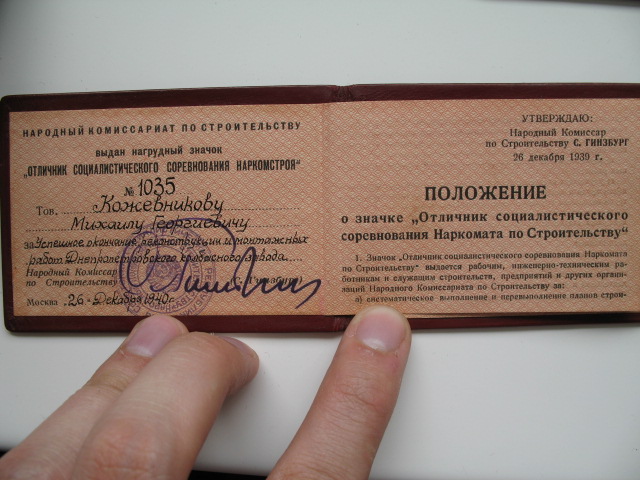 НАРОДНЫЙ КОМИССАРИАТ ПО СТРОИТЕЛЬСТВУ
выдан нагрудный значок
„ОТЛИЧНИК СОЦИАЛИСТИЧЕСКОГО СОРЕВНОВАНИЯ НАРКОМСТРОЯ“
№ 1035
Тов. Кожевникову
Михаилу Георгиевичу
за Успешное окончание реконструкции и монтажных
работ Днепропетровского завода.
Народный Комиссар
по Строительству
Москва 26 Декабря 1940 г.
УТВЕРЖДАЮ:
Народный Комиссар
по Строительству С. ГИНЗБУРГ
26 декабря 1939 г.
ПОЛОЖЕНИЕ
о значке „Отличник социалистического
соревнования Наркомата по Строительству“
1. Значок „Отличник социалистического соревнования Наркомата
по Строительству“ выдается рабочим, инженерно-техническим ра-
ботникам и служащим строительств, предприятий и других органи-
заций Народного Комиссариата по Строительству за:
а) систематическое выполнение и перевыполнение планов строи-